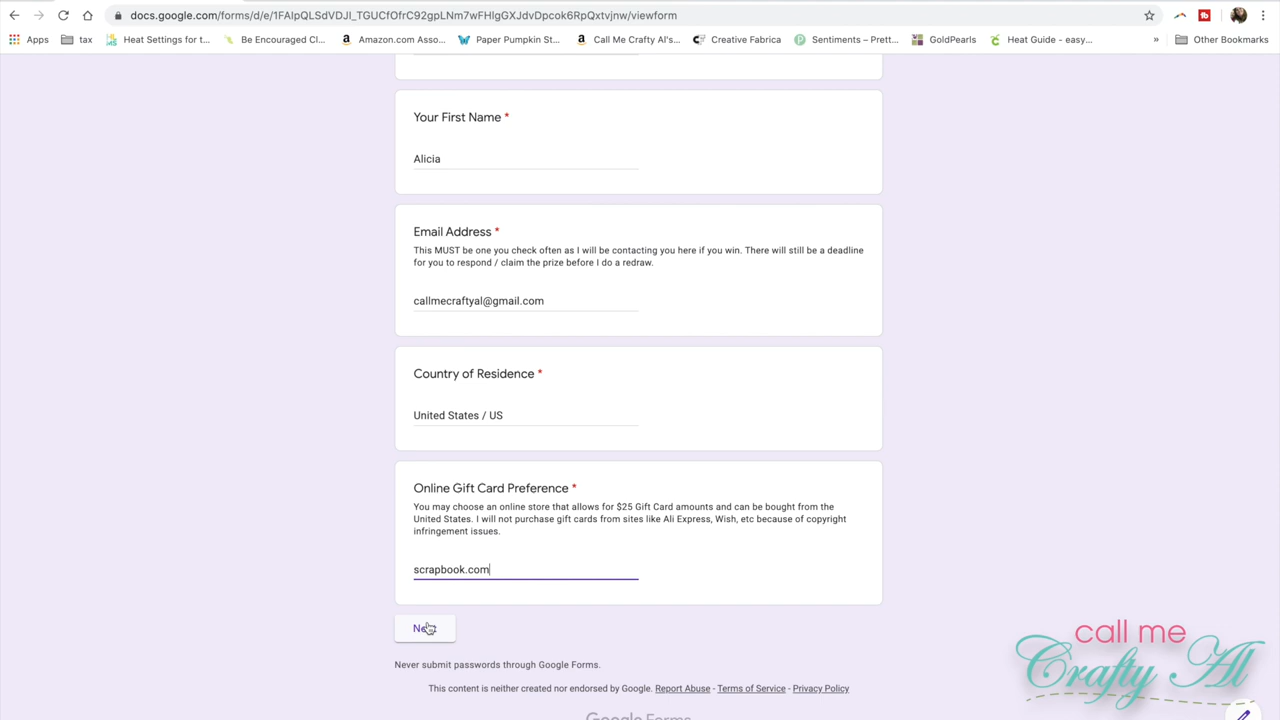 docs.google.com/forms/d/e/1FAIpQLSdVDJI_TGUCfOfrC92gpLNm7wFHIgGXJdvDpcok6RpQxtvjnw/viewform
Apps tax Heat Settings for t... Be Encouraged Cl... Amazon.com Asso... Paper Pumpkin St... Call Me Crafty Al's... Creative Fabrica Sentiments – Prett... GoldPearls Heat Guide - easy... » Other Bookmarks
Your First Name *
Alicia
Email Address *
This MUST be one you check often as I will be contacting you here if you win. There will still be a deadline
for you to respond / claim the prize before I do a redraw.
callmecraftyal@gmail.com
Country of Residence *
United States / US
Online Gift Card Preference *
You may choose an online store that allows for $25 Gift Card amounts and can be bought from the
United States. I will not purchase gift cards from sites like Ali Express, Wish, etc because of copyright
infringement issues.
scrapbook.com
Next
Never submit passwords through Google Forms.
This content is neither created nor endorsed by Google. Report Abuse - Terms of Service - Privacy Policy
Google Forms
call me
Crafty Al